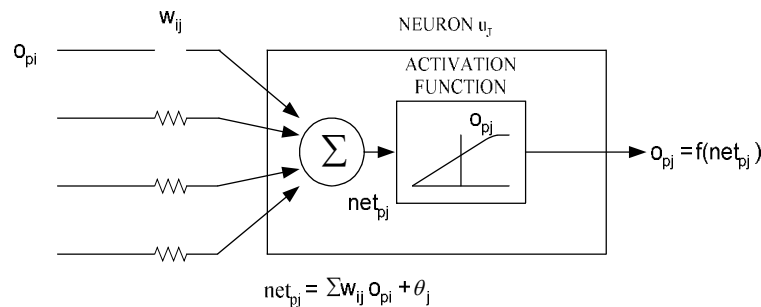 w_ij
NEURON u_J
o_pi
ACTIVATION
FUNCTION
o_pj
Σ
o_pj = f(net_pj)
net_pj
net_pj = Σw_ij o_pi + θ_j